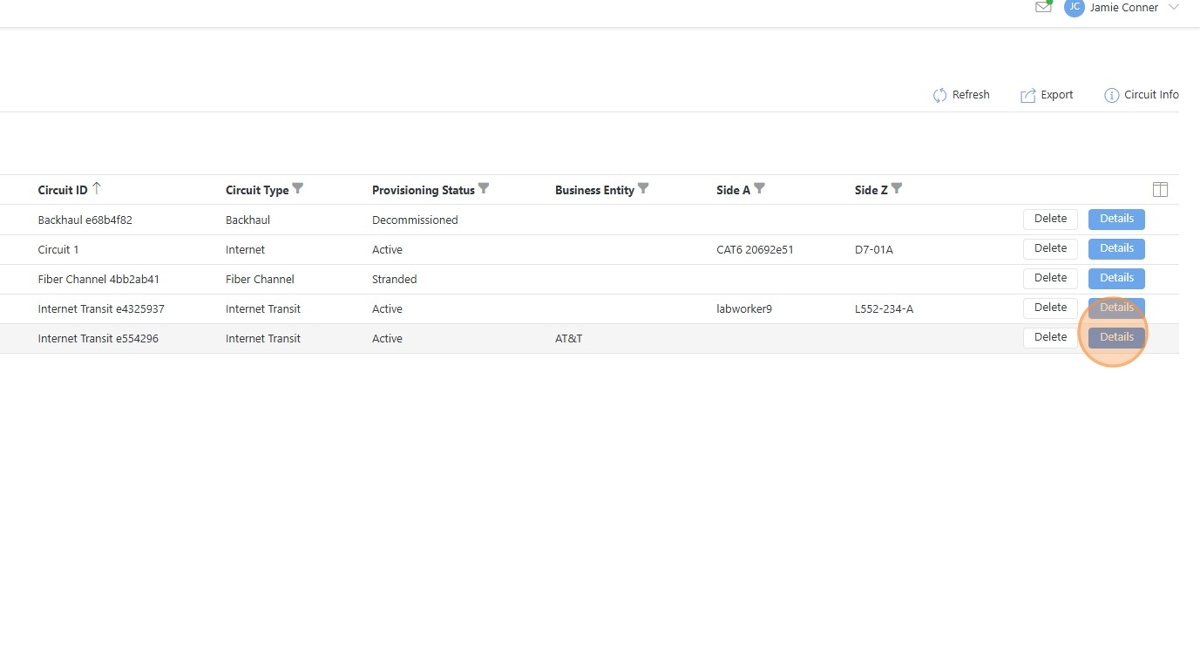 JC Jamie Conner
Refresh Export Circuit Info
Circuit ID Circuit Type Provisioning Status Business Entity Side A Side Z
Backhaul e68b4f82 Backhaul Decommissioned Delete Details
Circuit 1 Internet Active CAT6 20692e51 D7-01A Delete Details
Fiber Channel 4bb2ab41 Fiber Channel Stranded Delete Details
Internet Transit e4325937 Internet Transit Active labworker9 L552-234-A Delete Details
Internet Transit e554296 Internet Transit Active AT&T Delete Details